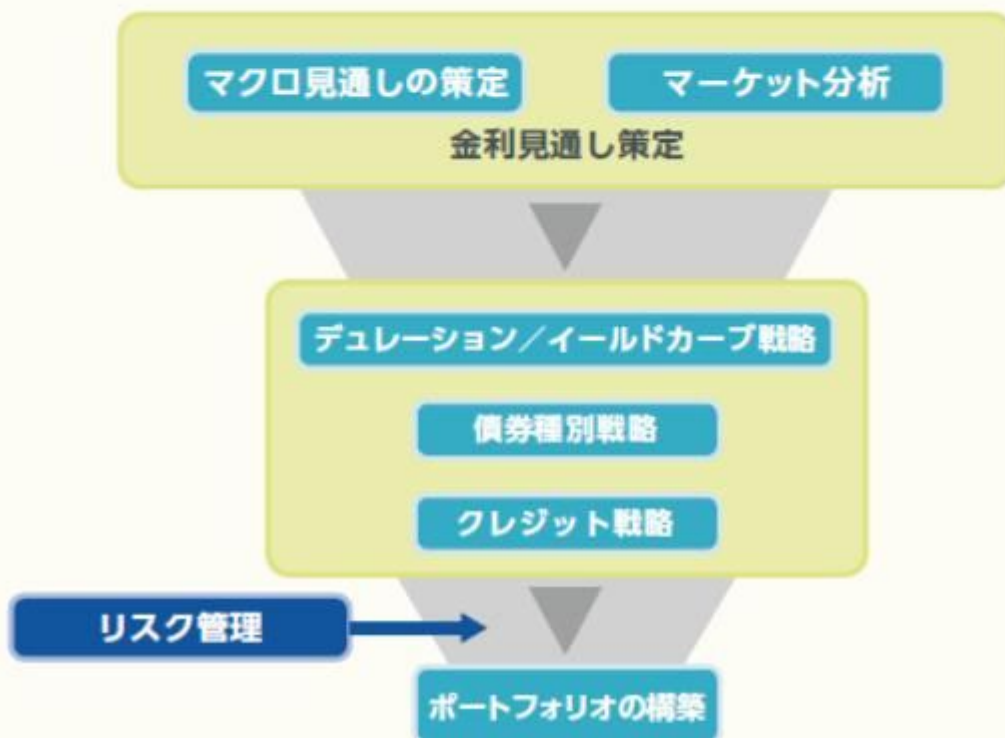 マクロ見通しの策定
マーケット分析
金利見通し策定
デュレーション／イールドカーブ戦略
債券種別戦略
クレジット戦略
リスク管理
ポートフォリオの構築